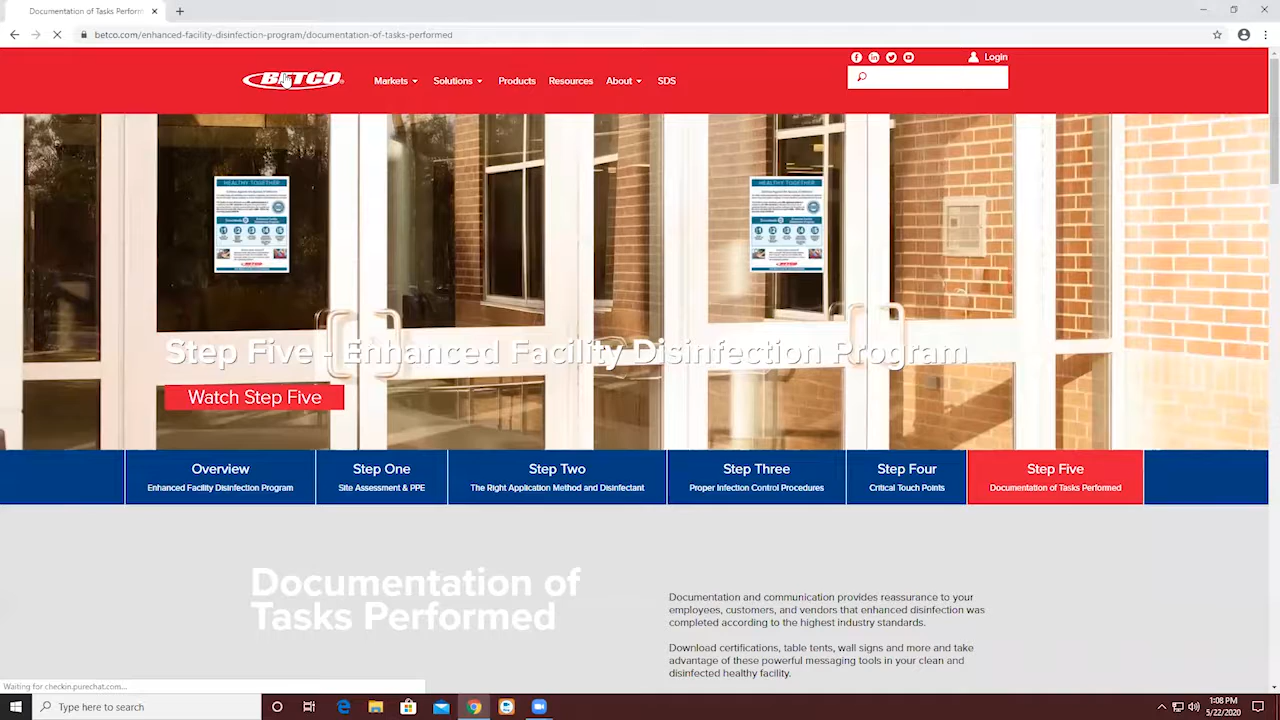 Documentation of Tasks Perform
betco.com/enhanced-facility-disinfection-program/documentation-of-tasks-performed
BETCO
Markets
Solutions
Products
Resources
About
SDS
Login
HEALTHY TOGETHER
HEALTHY TOGETHER
BETCO
BETCO
Step Five - Enhanced Facility Disinfection Program
Watch Step Five
Overview
Enhanced Facility Disinfection Program
Step One
Site Assessment & PPE
Step Two
The Right Application Method and Disinfectant
Step Three
Proper Infection Control Procedures
Step Four
Critical Touch Points
Step Five
Documentation of Tasks Performed
Documentation of
Tasks Performed
Documentation and communication provides reassurance to your
employees, customers, and vendors that enhanced disinfection was
completed according to the highest industry standards.
Download certifications, table tents, wall signs and more and take
advantage of these powerful messaging tools in your clean and
disinfected healthy facility.
Waiting for checkin.purechat.com...
Type here to search
1:08 PM
5/22/2020